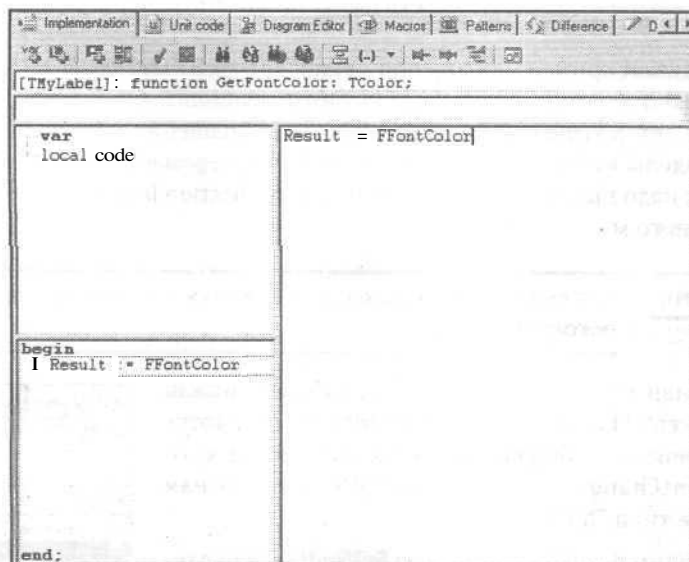 Implementation Unit code Diagram Editor Macros Patterns Difference D
[TMyLabel]: function GetFontColor: TColor;
var
local code
Result = FFontColor
begin
Result := FFontColor
end;